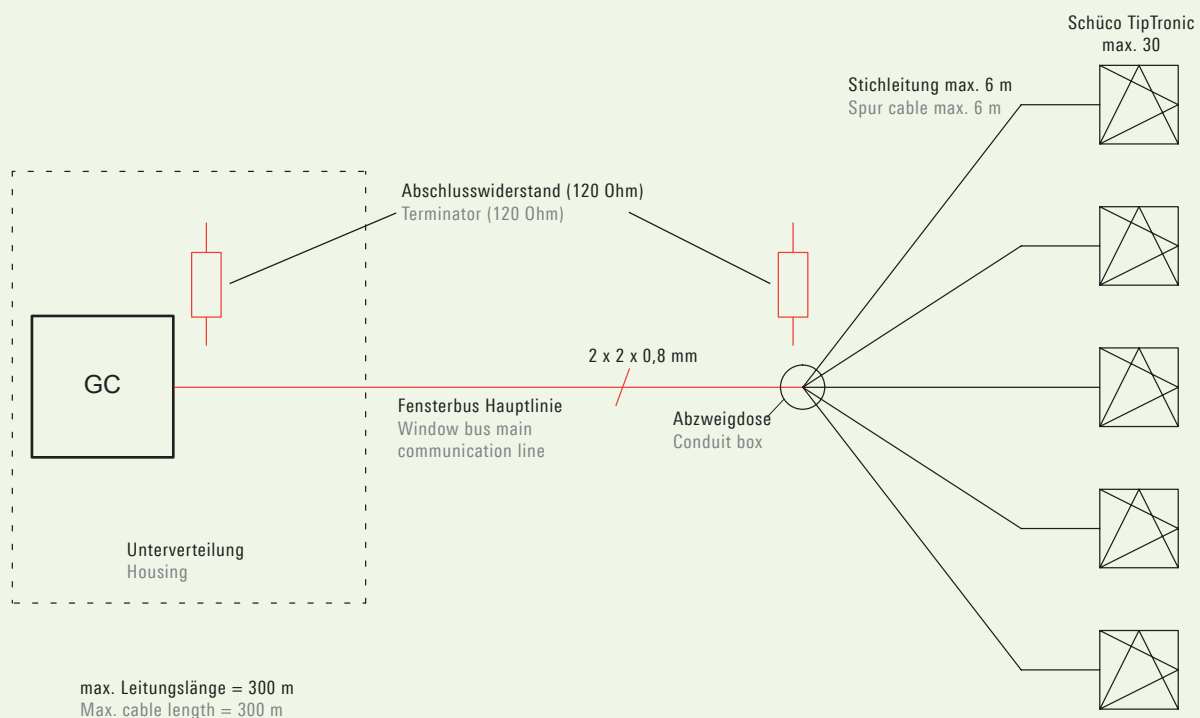 Schüco TipTronic
max. 30
Stichleitung max. 6 m
Spur cable max. 6 m
Abschlusswiderstand (120 Ohm)
Terminator (120 Ohm)
2 x 2 x 0,8 mm
GC
Fensterbus Hauptlinie
Window bus main
communication line
Abzweigdose
Conduit box
Unterverteilung
Housing
max. Leitungslänge = 300 m
Max. cable length = 300 m